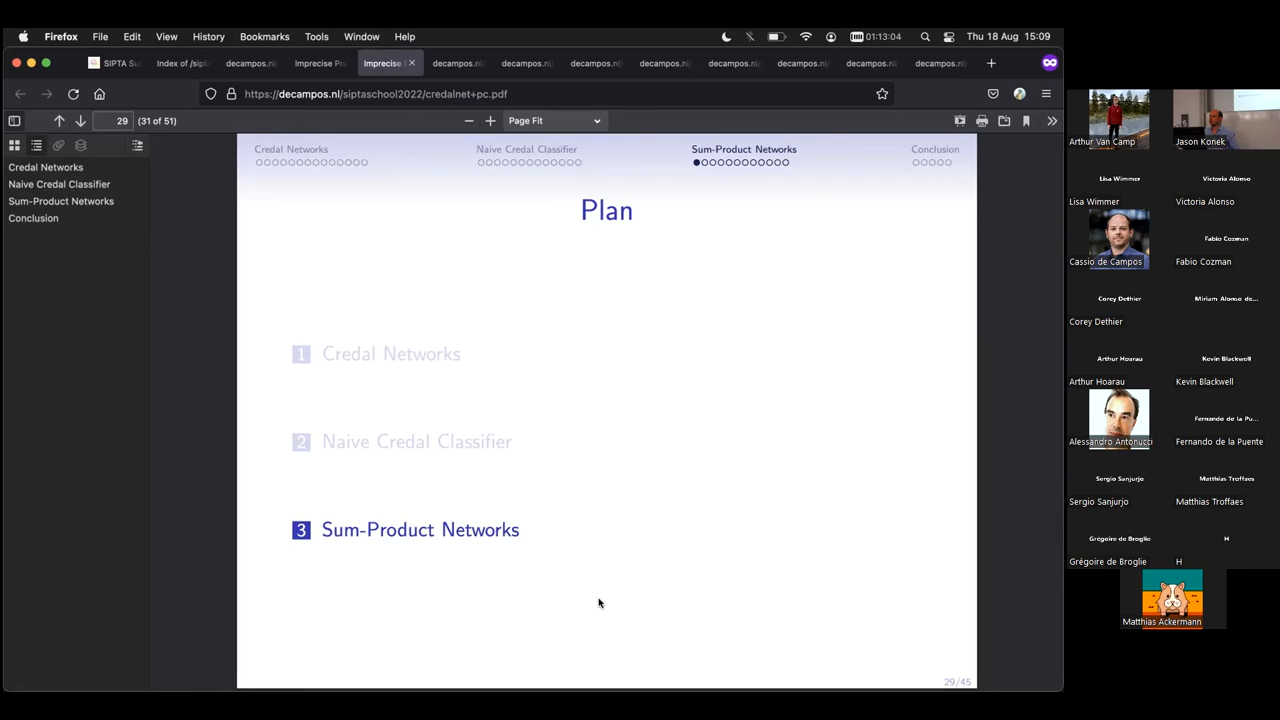 Firefox File Edit View History Bookmarks Tools Window Help 01:13:04 Thu 18 Aug 15:09
SIPTA Su Index of /sipt decampos.nl/ Imprecise Pr Imprecise decampos.nl/ decampos.nl/ decampos.nl/ decampos.nl/ decampos.nl/ decampos.nl/ decampos.nl/ decampos.nl/
https://decampos.nl/siptaschool2022/credalnet+pc.pdf
29 (31 of 51) Page Fit
Credal Networks
Naive Credal Classifier
Sum-Product Networks
Conclusion
Credal Networks Naive Credal Classifier Sum-Product Networks Conclusion
Plan
1 Credal Networks
2 Naive Credal Classifier
3 Sum-Product Networks
29/45
Arthur Van Camp Jason Konek
Lisa Wimmer Victoria Alonso
Lisa Wimmer Victoria Alonso
Fabio Cozman
Cassio de Campos Fabio Cozman
Corey Dethier Miriam Alonso de...
Corey Dethier
Arthur Hoarau Kevin Blackwell
Arthur Hoarau Kevin Blackwell
Fernando de la Pu...
Alessandro Antonucci Fernando de la Puente
Sergio Sanjurjo Matthias Troffaes
Sergio Sanjurjo Matthias Troffaes
Grégoire de Broglie H
Grégoire de Broglie H
Matthias Ackermann